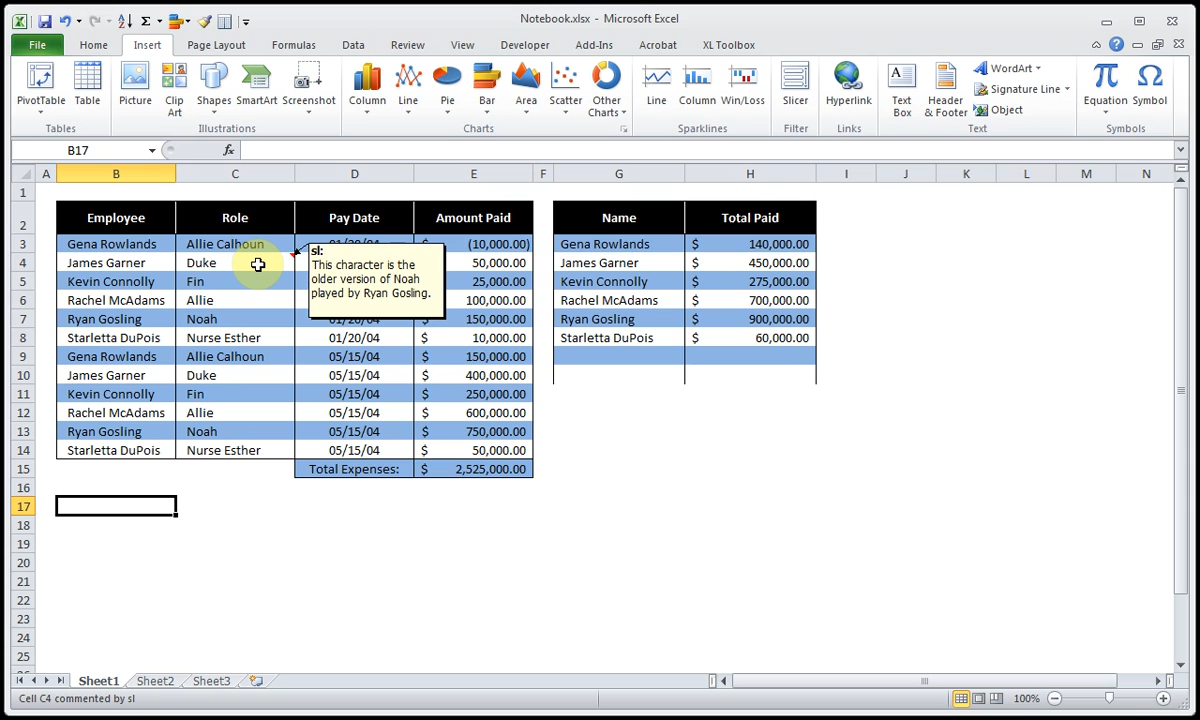 Notebook.xlsx - Microsoft Excel
File Home Insert Page Layout Formulas Data Review View Developer Add-Ins Acrobat XL Toolbox
PivotTable Table Picture Clip Art Shapes SmartArt Screenshot Column Line Pie Bar Area Scatter Other Charts Line Column Win/Loss Slicer Hyperlink Text Box Header & Footer WordArt Signature Line Object Equation Symbol
Tables Illustrations Charts Sparklines Filter Links Text Symbols
B17 fx
A B C D E F G H I J K L M N
1
2 Employee Role Pay Date Amount Paid Name Total Paid
3 Gena Rowlands Allie Calhoun 01/20/04 $ (10,000.00) Gena Rowlands $ 140,000.00
4 James Garner Duke 50,000.00 James Garner $ 450,000.00
5 Kevin Connolly Fin 25,000.00 Kevin Connolly $ 275,000.00
6 Rachel McAdams Allie 100,000.00 Rachel McAdams $ 700,000.00
7 Ryan Gosling Noah 01/20/04 150,000.00 Ryan Gosling $ 900,000.00
8 Starletta DuPois Nurse Esther 01/20/04 $ 10,000.00 Starletta DuPois $ 60,000.00
9 Gena Rowlands Allie Calhoun 05/15/04 $ 150,000.00
10 James Garner Duke 05/15/04 $ 400,000.00
11 Kevin Connolly Fin 05/15/04 $ 250,000.00
12 Rachel McAdams Allie 05/15/04 $ 600,000.00
13 Ryan Gosling Noah 05/15/04 $ 750,000.00
14 Starletta DuPois Nurse Esther 05/15/04 $ 50,000.00
15 Total Expenses: $ 2,525,000.00
sl:
This character is the
older version of Noah
played by Ryan Gosling.
16
17
18
19
20
21
22
23
24
25
Sheet1 Sheet2 Sheet3
Cell C4 commented by sl 100%